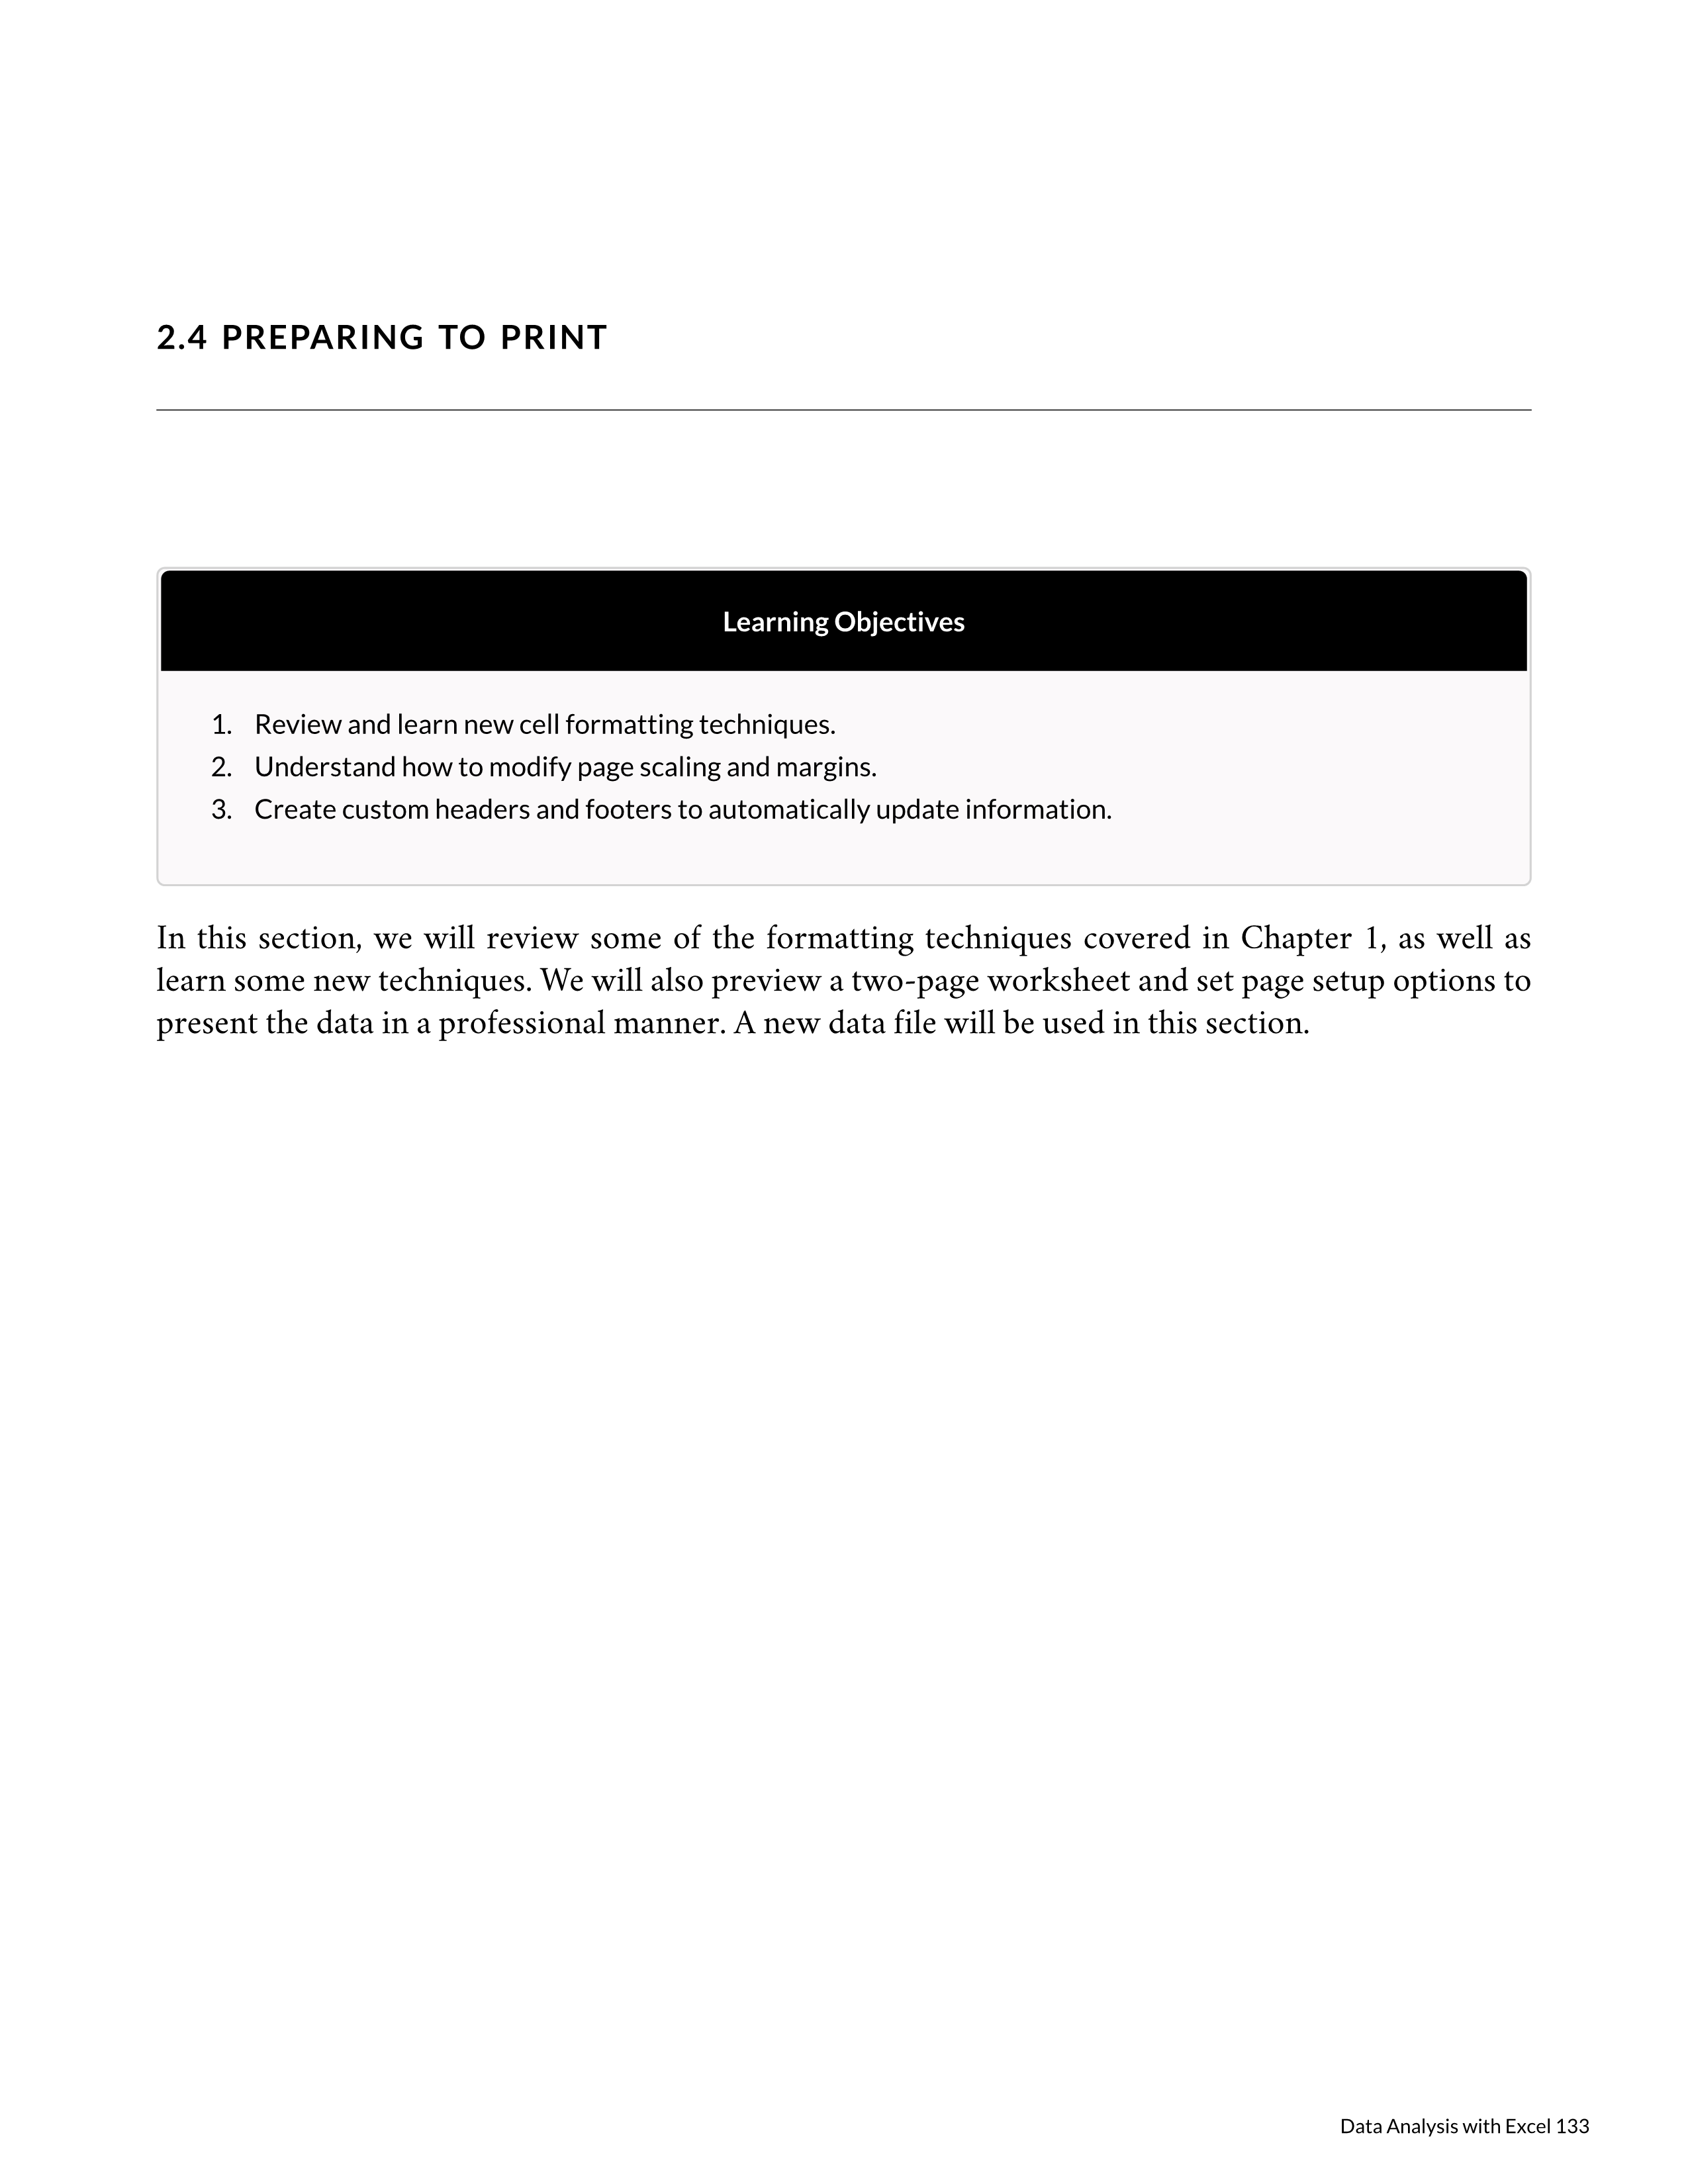 2.4 PREPARING TO PRINT
Learning Objectives
1. Review and learn new cell formatting techniques.
2. Understand how to modify page scaling and margins.
3. Create custom headers and footers to automatically update information.
In this section, we will review some of the formatting techniques covered in Chapter 1, as well as
learn some new techniques. We will also preview a two-page worksheet and set page setup options to
present the data in a professional manner. A new data file will be used in this section.
Data Analysis with Excel 133